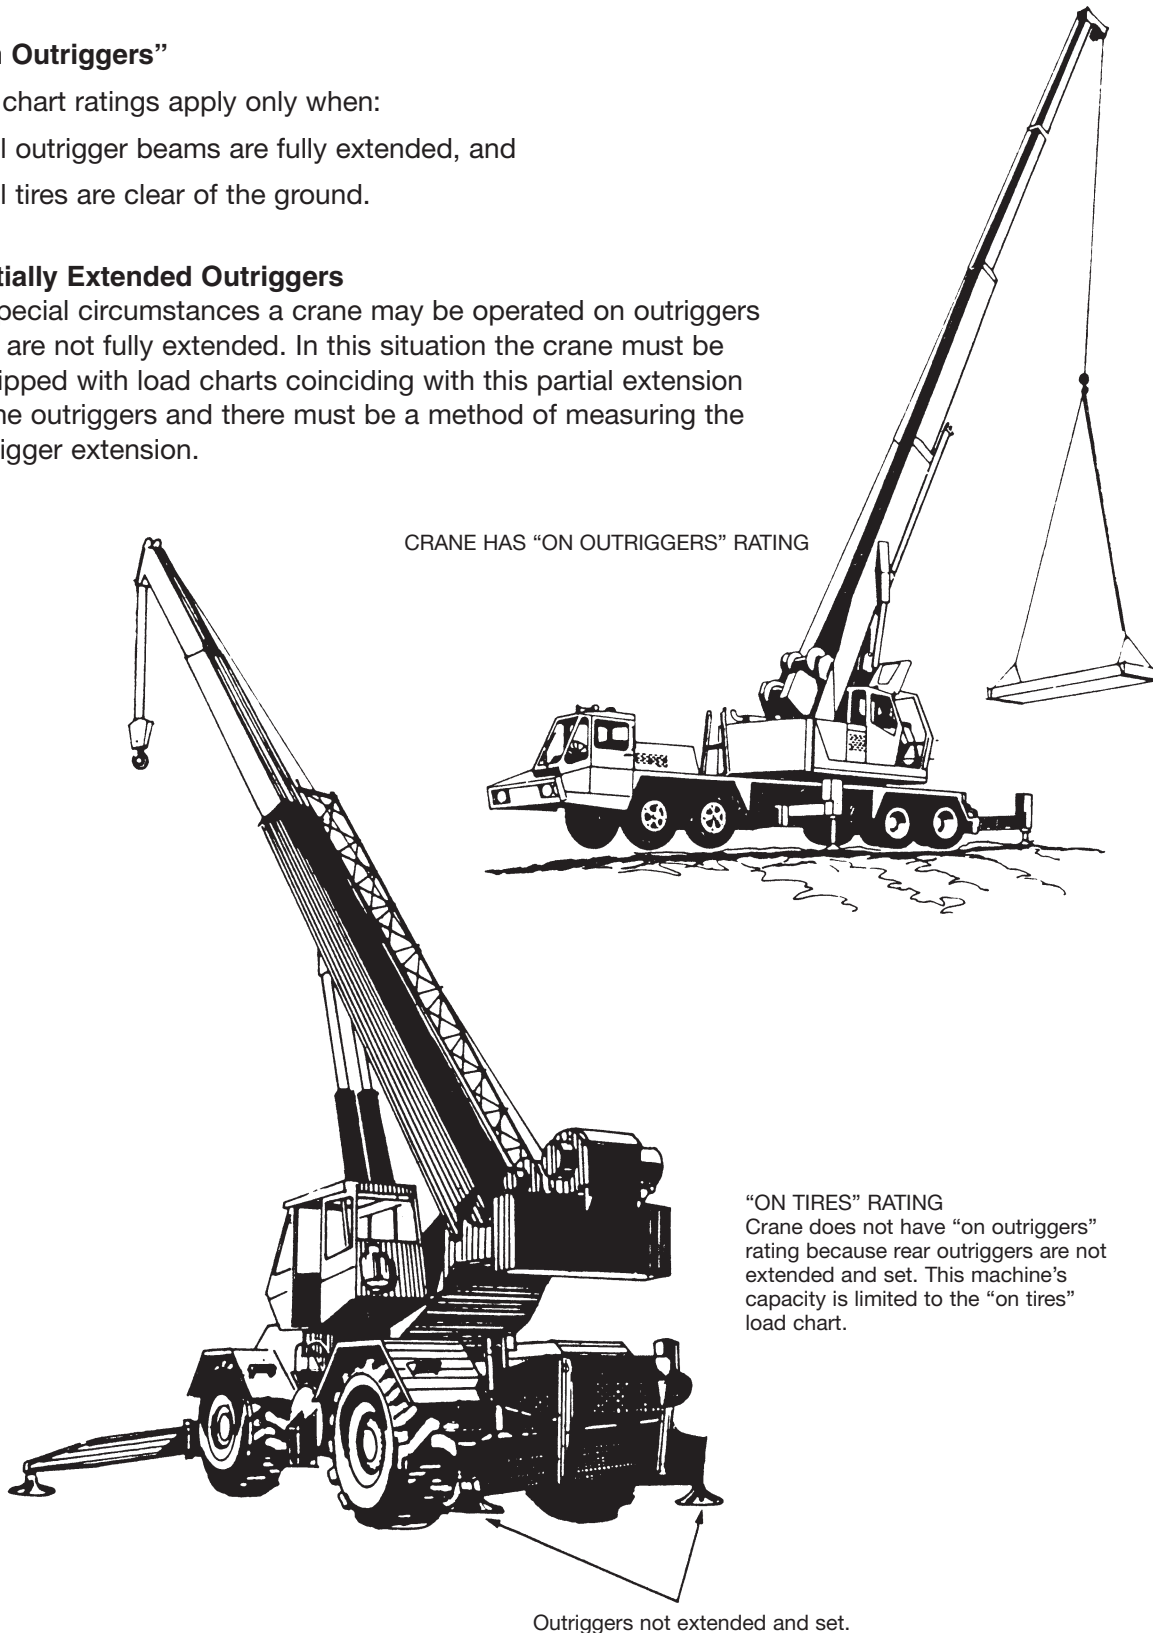 n Outriggers”
chart ratings apply only when:
l outrigger beams are fully extended, and
l tires are clear of the ground.
tially Extended Outriggers
pecial circumstances a crane may be operated on outriggers
are not fully extended. In this situation the crane must be
ipped with load charts coinciding with this partial extension
he outriggers and there must be a method of measuring the
igger extension.
CRANE HAS “ON OUTRIGGERS” RATING
“ON TIRES” RATING
Crane does not have “on outriggers”
rating because rear outriggers are not
extended and set. This machine’s
capacity is limited to the “on tires”
load chart.
Outriggers not extended and set.